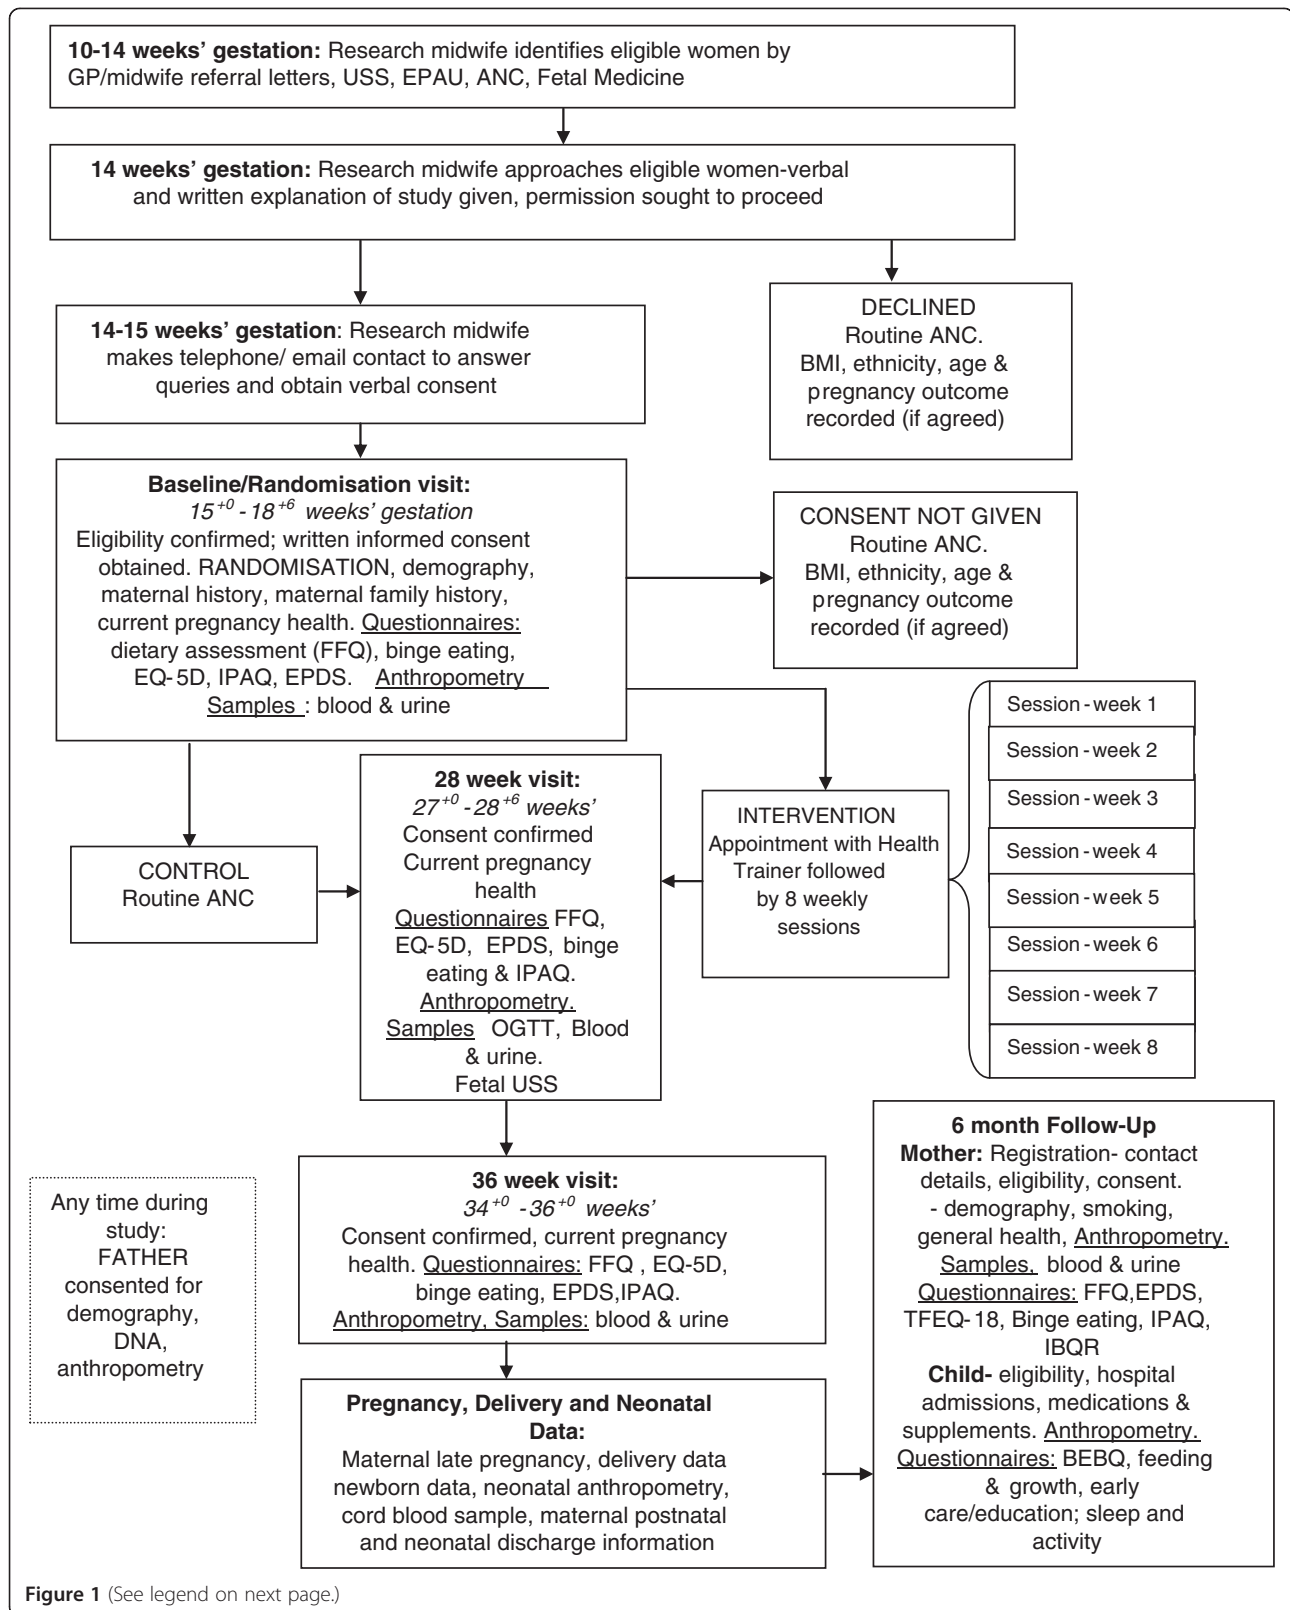 10-14 weeks' gestation: Research midwife identifies eligible women by
GP/midwife referral letters, USS, EPAU, ANC, Fetal Medicine
14 weeks' gestation: Research midwife approaches eligible women-verbal
and written explanation of study given, permission sought to proceed
14-15 weeks' gestation: Research midwife
makes telephone/ email contact to answer
queries and obtain verbal consent
DECLINED
Routine ANC.
BMI, ethnicity, age &
pregnancy outcome
recorded (if agreed)
Baseline/Randomisation visit:
15+0 - 18+6 weeks' gestation
Eligibility confirmed; written informed consent
obtained. RANDOMISATION, demography,
maternal history, maternal family history,
current pregnancy health. Questionnaires:
dietary assessment (FFQ), binge eating,
EQ-5D, IPAQ, EPDS. Anthropometry
Samples : blood & urine
CONSENT NOT GIVEN
Routine ANC.
BMI, ethnicity, age &
pregnancy outcome
recorded (if agreed)
CONTROL
Routine ANC
28 week visit:
27+0 -28+6 weeks'
Consent confirmed
Current pregnancy
health
Questionnaires FFQ,
EQ-5D, EPDS, binge
eating & IPAQ.
Anthropometry.
Samples OGTT, Blood
& urine.
Fetal USS
INTERVENTION
Appointment with Health
Trainer followed
by 8 weekly
sessions
Session - week 1
Session - week 2
Session - week 3
Session - week 4
Session - week 5
Session - week 6
Session - week 7
Session - week 8
Any time during
study:
FATHER
consented for
demography,
DNA,
anthropometry
36 week visit:
34+0 -36+0 weeks'
Consent confirmed, current pregnancy
health. Questionnaires: FFQ , EQ-5D,
binge eating, EPDS,IPAQ.
Anthropometry, Samples: blood & urine
Pregnancy, Delivery and Neonatal
Data:
Maternal late pregnancy, delivery data
newborn data, neonatal anthropometry,
cord blood sample, maternal postnatal
and neonatal discharge information
6 month Follow-Up
Mother: Registration- contact
details, eligibility, consent.
- demography, smoking,
general health, Anthropometry.
Samples, blood & urine
Questionnaires: FFQ,EPDS,
TFEQ-18, Binge eating, IPAQ,
IBQR
Child- eligibility, hospital
admissions, medications &
supplements. Anthropometry.
Questionnaires: BEBQ, feeding
& growth, early
care/education; sleep and
activity
Figure 1 (See legend on next page.)